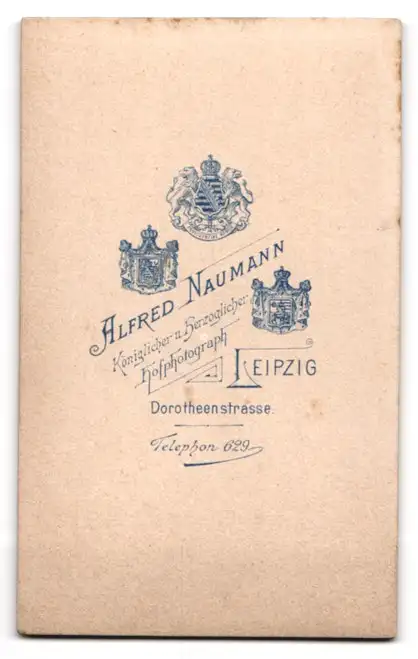 ALFRED NAUMANN
Königlicher u. Herzoglicher
Hofphotograph
LEIPZIG
Dorotheenstrasse.
Telephon 629